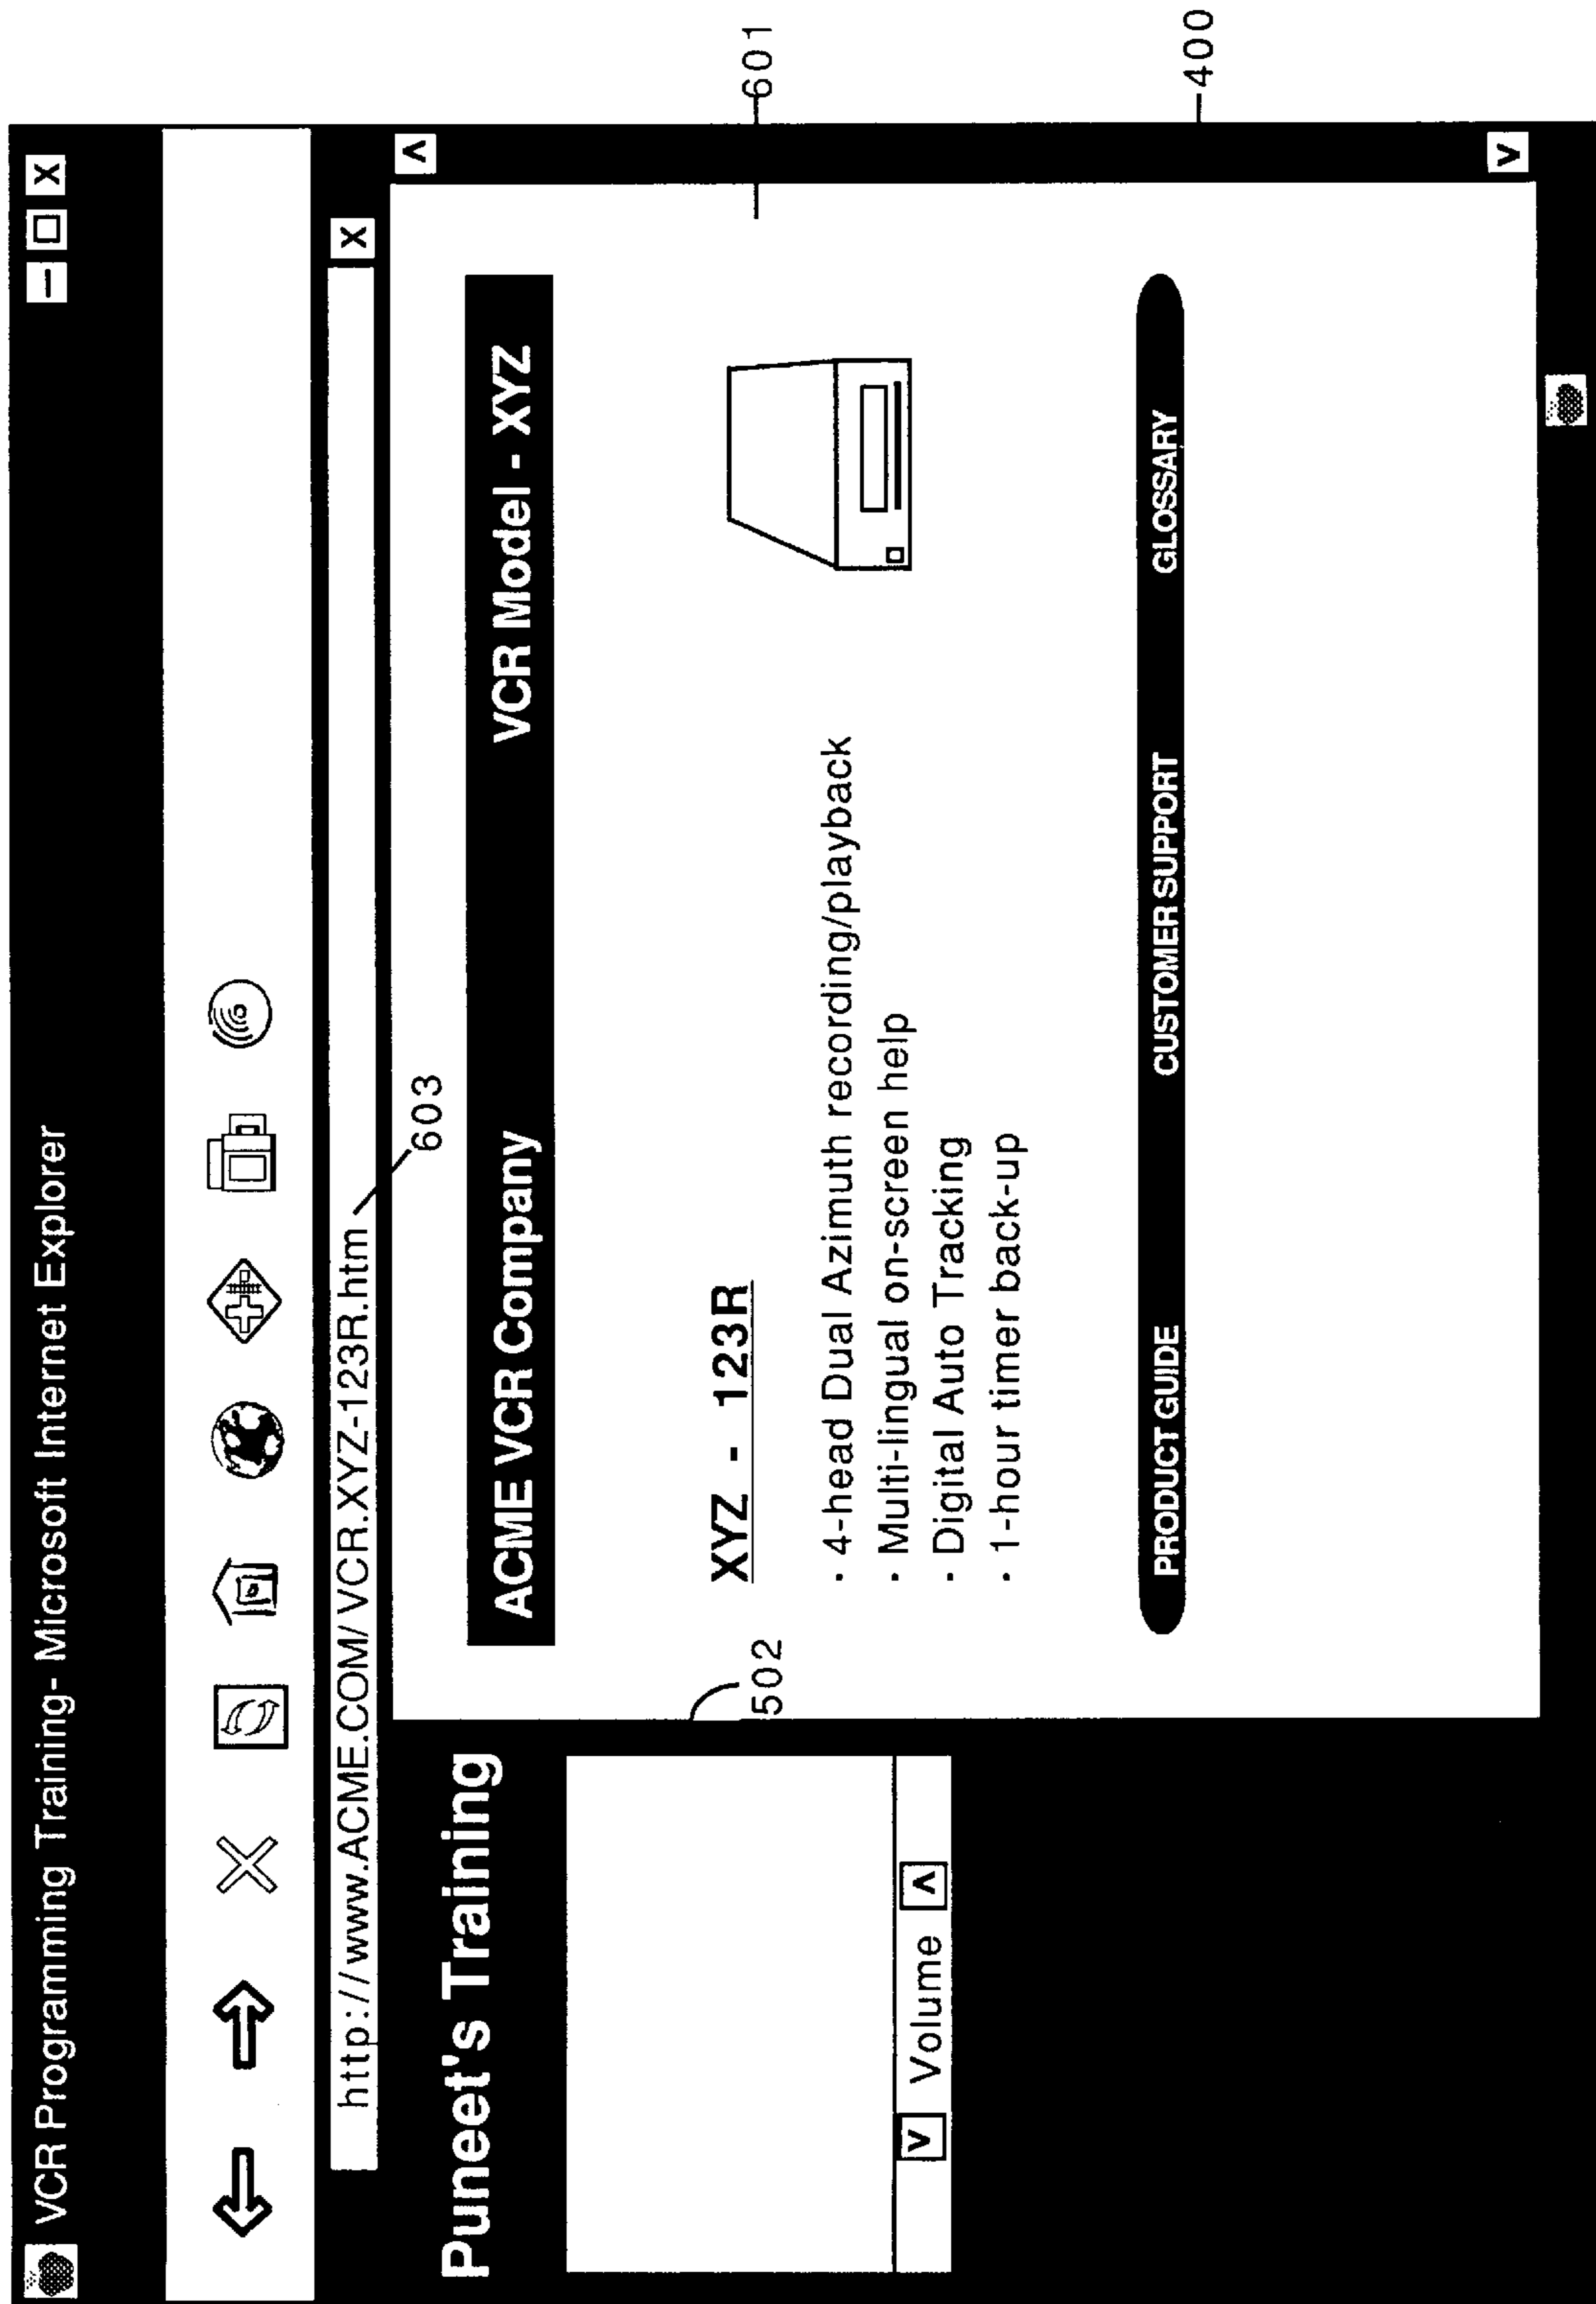 VCR Programming Training- Microsoft Internet Explorer
X
http://www.ACME.COM/VCR.XYZ-123R.htm
X
603
Puneet's Training
ACME VCR Company VCR Model - XYZ
502
XYZ - 123R
601
· 4-head Dual Azimuth recording/playback
· Multi-lingual on-screen help
· Digital Auto Tracking
· 1-hour timer back-up
Volume
PRODUCT GUIDE CUSTOMER SUPPORT GLOSSARY
400